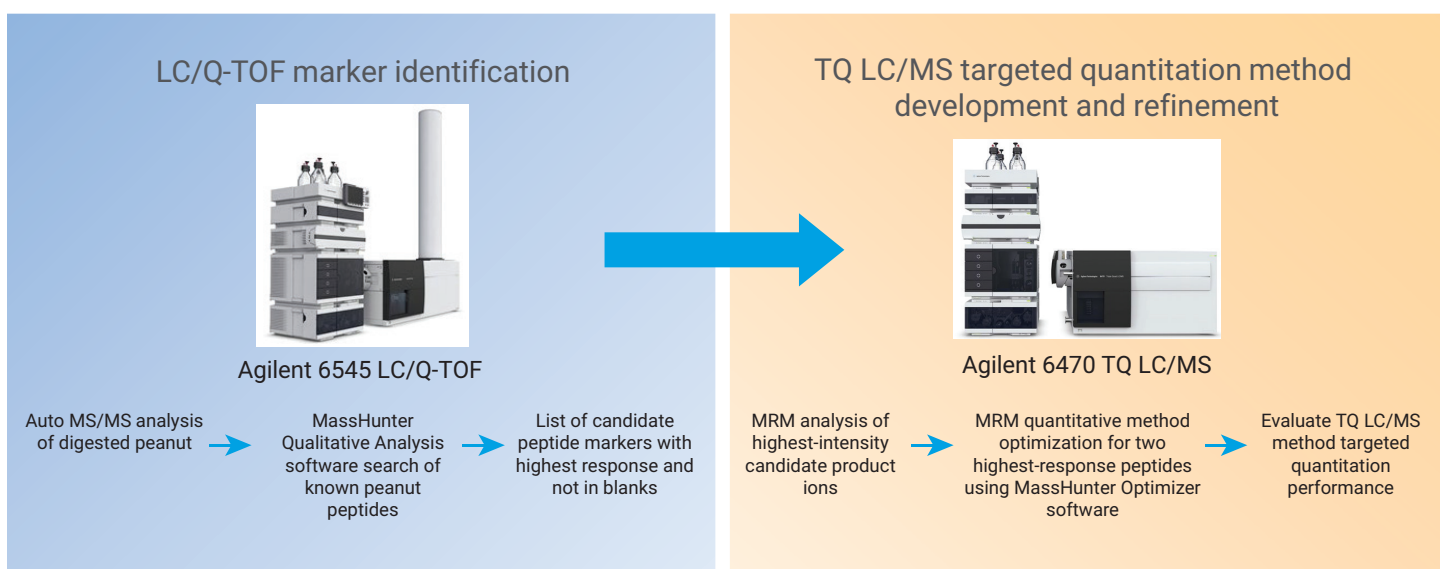 LC/Q-TOF marker identification
Agilent 6545 LC/Q-TOF
Auto MS/MS analysis
of digested peanut
MassHunter
Qualitative Analysis
software search of
known peanut
peptides
List of candidate
peptide markers with
highest response and
not in blanks
TQ LC/MS targeted quantitation method
development and refinement
Agilent 6470 TQ LC/MS
MRM analysis of
highest-intensity
candidate product
ions
MRM quantitative method
optimization for two
highest-response peptides
using MassHunter Optimizer
software
Evaluate TQ LC/MS
method targeted
quantitation
performance